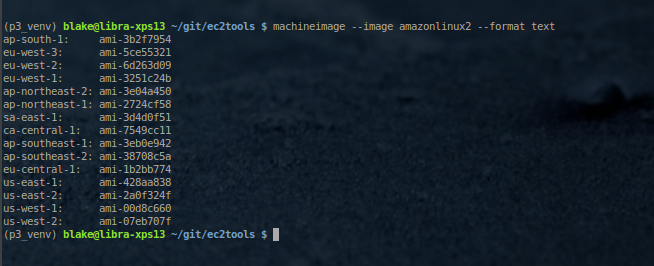 (p3_venv) blake@libra-xps13 ~/git/ec2tools $ machineimage --image amazonlinux2 --format text
ap-south-1:     ami-3b2f7954
eu-west-3:      ami-5ce55321
eu-west-2:      ami-6d263d09
eu-west-1:      ami-3251c24b
ap-northeast-2: ami-3e04a450
ap-northeast-1: ami-2724cf58
sa-east-1:      ami-3d4d0f51
ca-central-1:   ami-7549cc11
ap-southeast-1: ami-3eb0e942
ap-southeast-2: ami-38708c5a
eu-central-1:   ami-1b2bb774
us-east-1:      ami-428aa838
us-east-2:      ami-2a0f324f
us-west-1:      ami-00d8c660
us-west-2:      ami-07eb707f
(p3_venv) blake@libra-xps13 ~/git/ec2tools $